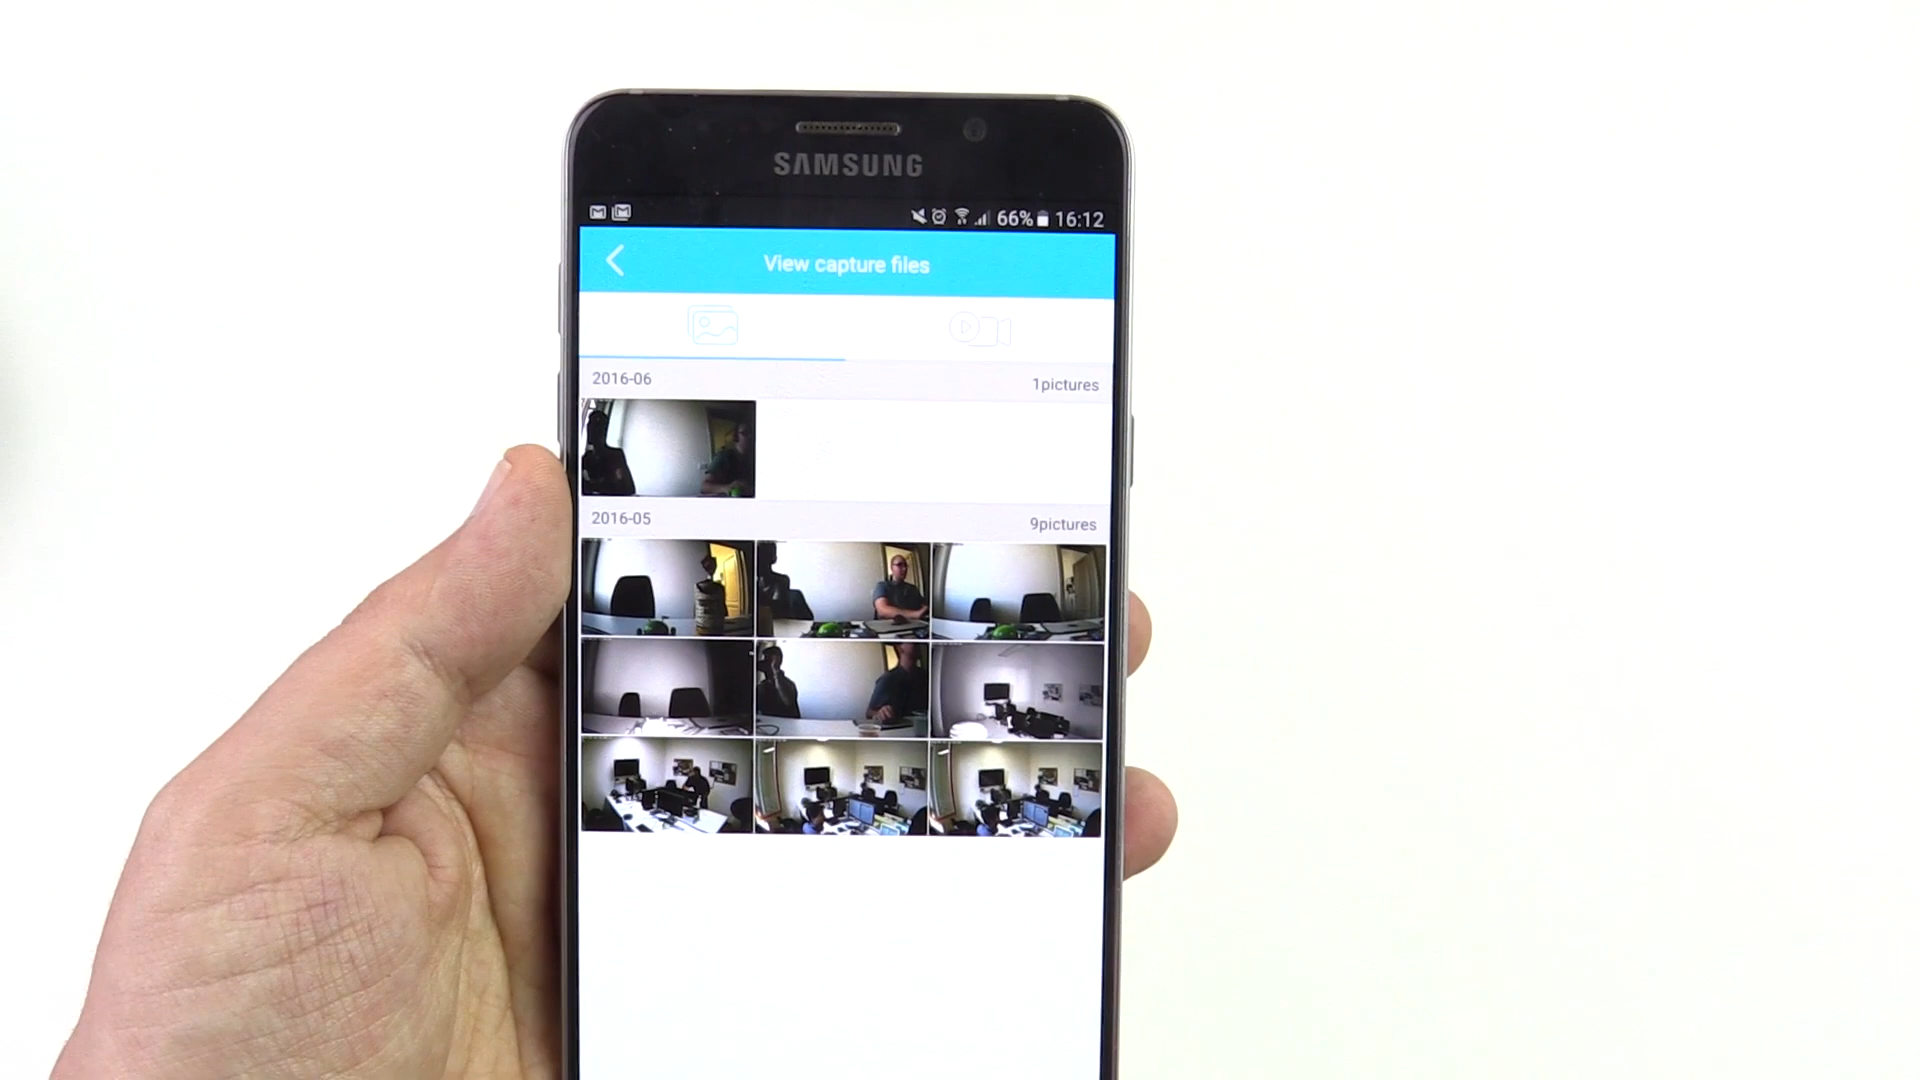 SAMSUNG
66% 16:12
View capture files
2016-06 1pictures
2016-05 9pictures